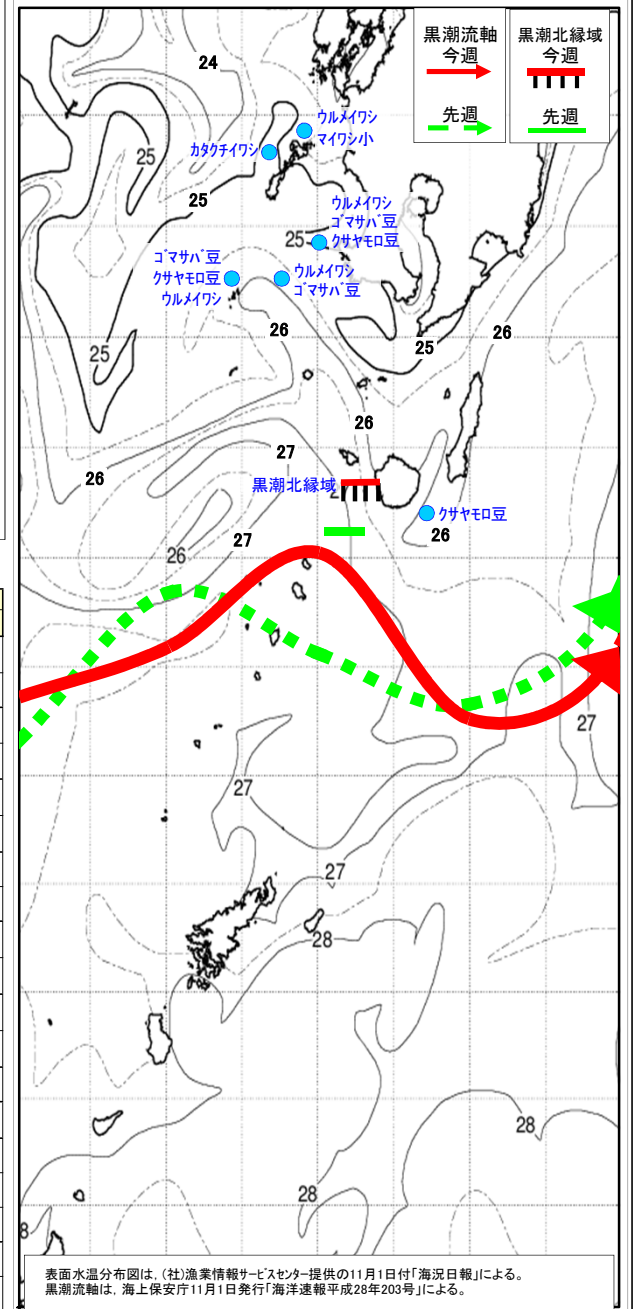 黒潮流軸
今週
先週
黒潮北縁域
今週
先週
24
ウルメイワシ
マイワシ小
カタクチイワシ
25
25
ウルメイワシ
ゴマサバ豆
クサヤモロ豆
25
ゴマサバ豆
クサヤモロ豆
ウルメイワシ
ウルメイワシ
ゴマサバ豆
26
26
25
25
26
27
26
黒潮北縁域
クサヤモロ豆
26
27
26
27
27
27
28
28
28
8
表面水温分布図は，(社)漁業情報サービスセンター提供の11月1日付「海況日報」による。
黒潮流軸は，海上保安庁11月1日発行「海洋速報平成28年203号」による。